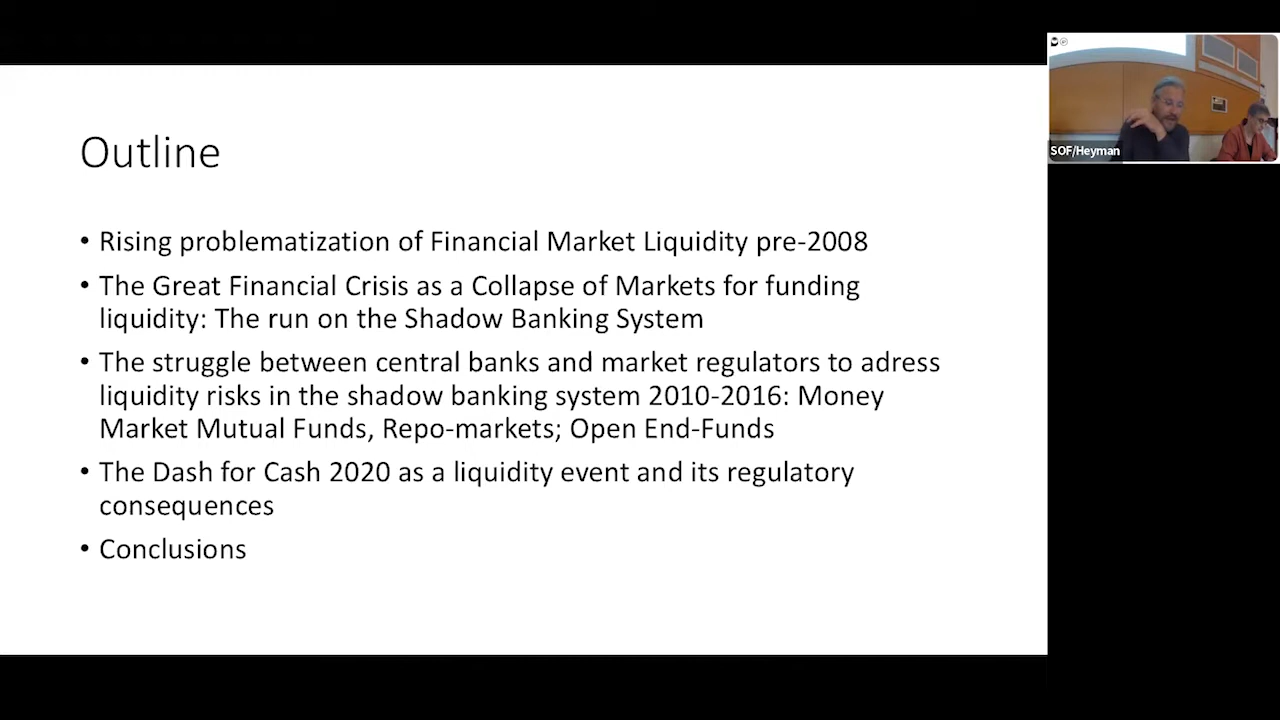 Outline
• Rising problematization of Financial Market Liquidity pre-2008
• The Great Financial Crisis as a Collapse of Markets for funding
liquidity: The run on the Shadow Banking System
• The struggle between central banks and market regulators to adress
liquidity risks in the shadow banking system 2010-2016: Money
Market Mutual Funds, Repo-markets; Open End-Funds
• The Dash for Cash 2020 as a liquidity event and its regulatory
consequences
• Conclusions
SOF/Heyman